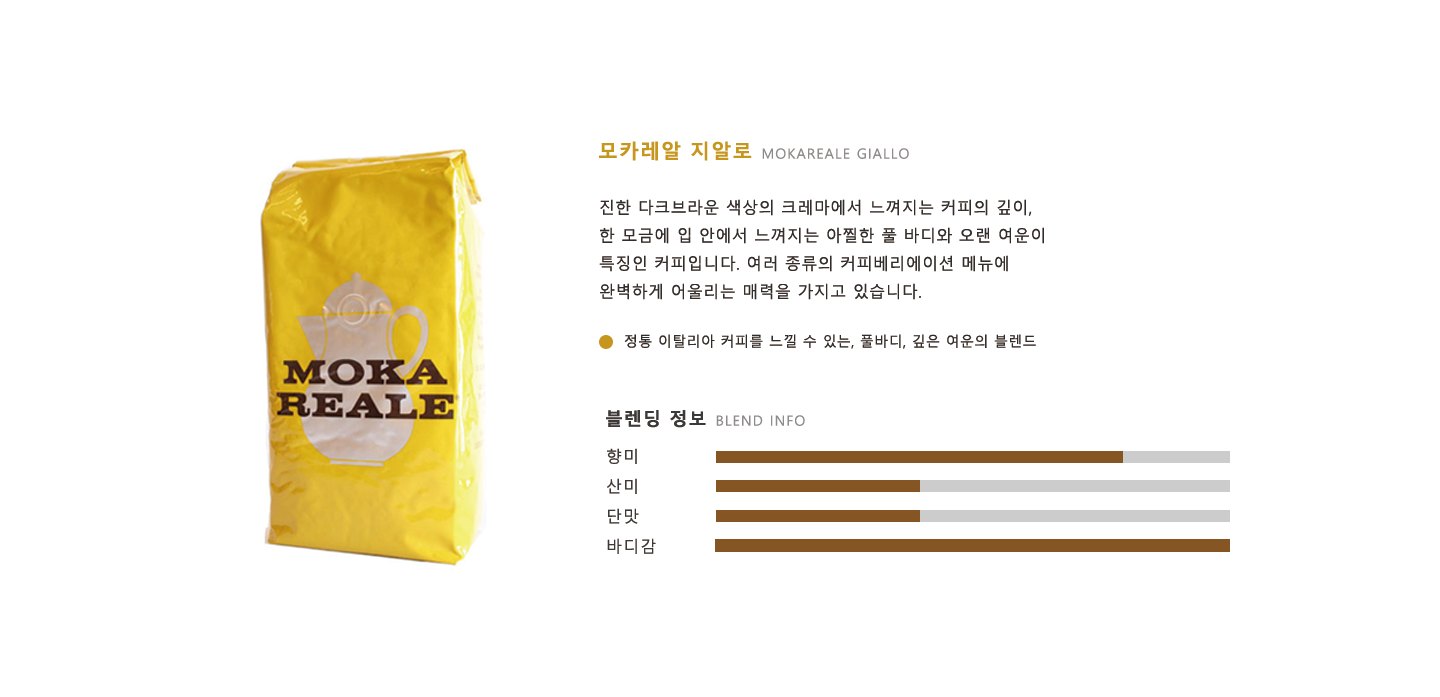 MOKA
REALE
모카레알 지알로 MOKAREALE GIALLO
진한 다크브라운 색상의 크레마에서 느껴지는 커피의 깊이,
한 모금에 입 안에서 느껴지는 아찔한 풀 바디와 오랜 여운이
특징인 커피입니다. 여러 종류의 커피베리에이션 메뉴에
완벽하게 어울리는 매력을 가지고 있습니다.
정통 이탈리아 커피를 느낄 수 있는, 풀바디, 깊은 여운의 블렌드
블렌딩 정보 BLEND INFO
향미
산미
단맛
바디감